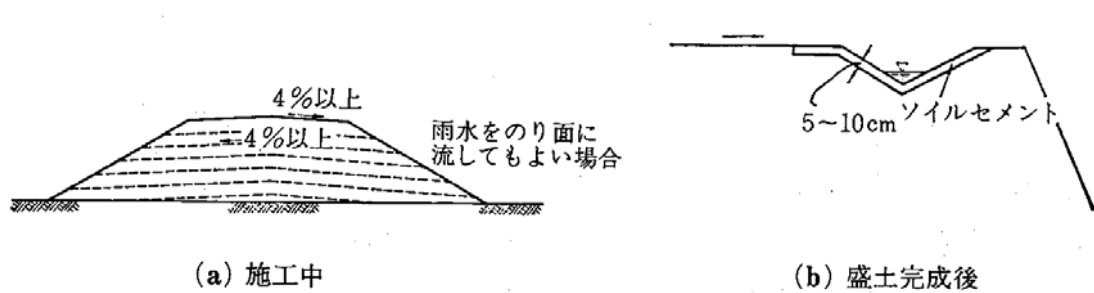 4%以上
4%以上
雨水をのり面に
流してもよい場合
(a) 施工中
5~10cm
ソイルセメント
(b) 盛土完成後